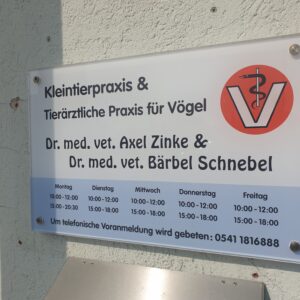 Kleintierpraxis &
Tierärztliche Praxis für Vögel
V
Dr. med. vet. Axel Zinke &
Dr. med. vet. Bärbel Schnebel
Montag Dienstag Mittwoch Donnerstag Freitag
10:00 - 12:00 10:00 - 12:00 10:00 - 12:00 10:00 - 12:00 10:00 - 12:00
15:00 - 20:30 15:00 - 18:00 15:00 - 18:00 15:00 - 18:00 15:00 - 18:00
Um telefonische Voranmeldung wird gebeten: 0541 1816888